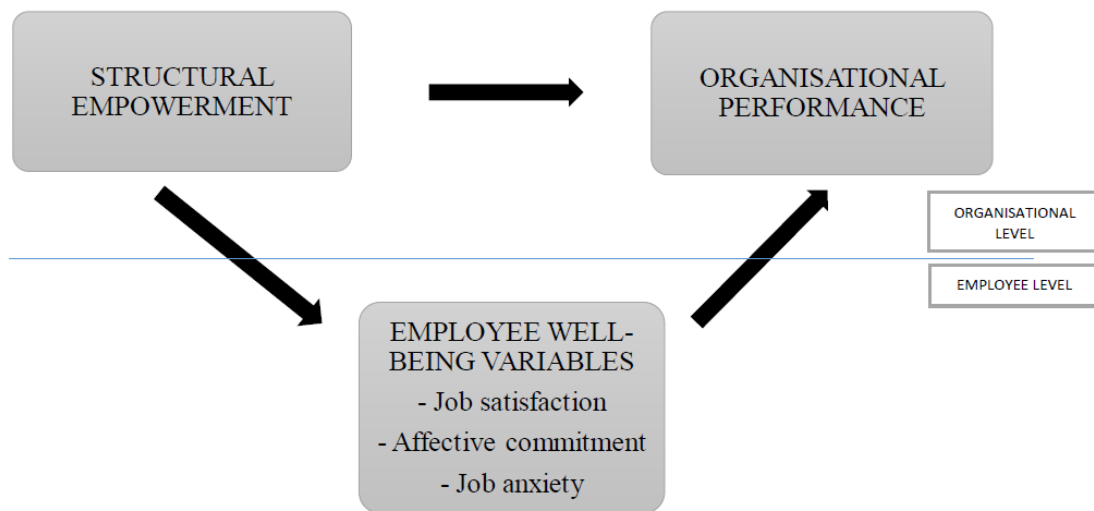 STRUCTURAL
EMPOWERMENT
ORGANISATIONAL
PERFORMANCE
ORGANISATIONAL
LEVEL
EMPLOYEE LEVEL
EMPLOYEE WELL-
BEING VARIABLES
- Job satisfaction
- Affective commitment
- Job anxiety